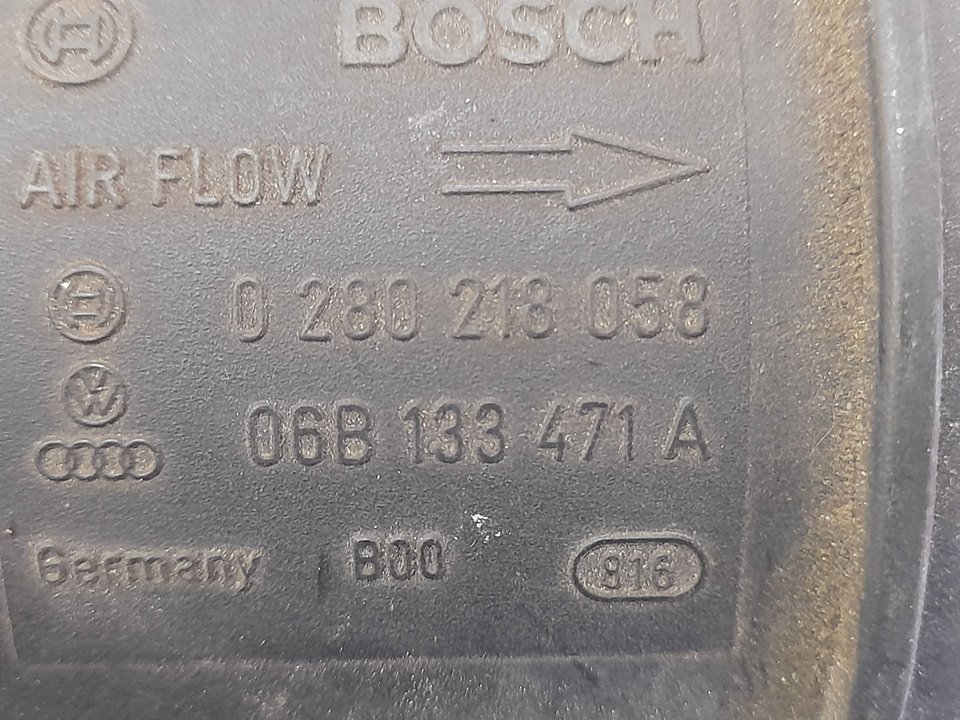 BOSCH
AIR FLOW
0 280 218 058
06B 133 471 A
Germany B00 816